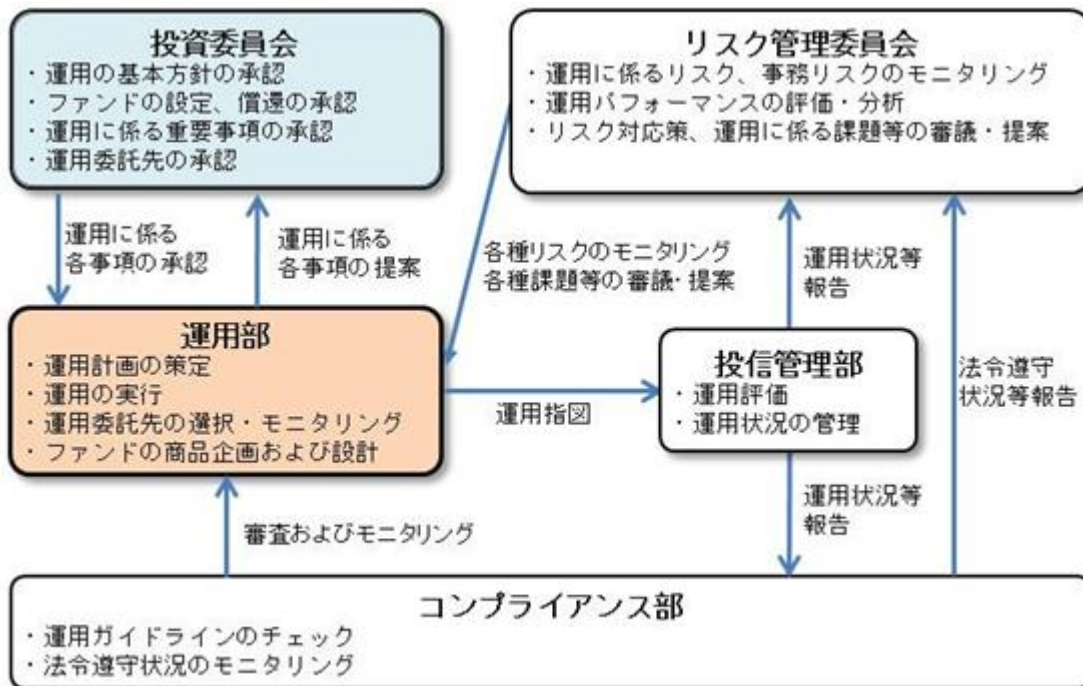 投資委員会
・運用の基本方針の承認
・ファンドの設定、償還の承認
・運用に係る重要事項の承認
・運用委託先の承認
リスク管理委員会
・運用に係るリスク、事務リスクのモニタリング
・運用パフォーマンスの評価・分析
・リスク対応策、運用に係る課題等の審議・提案
運用に係る
各事項の承認
運用に係る
各事項の提案
各種リスクのモニタリング
各種課題等の審議・提案
運用状況等
報告
運用部
・運用計画の策定
・運用の実行
・運用委託先の選択・モニタリング
・ファンドの商品企画および設計
運用指図
投信管理部
・運用評価
・運用状況の管理
法令遵守
状況等報告
審査およびモニタリング
運用状況等
報告
コンプライアンス部
・運用ガイドラインのチェック
・法令遵守状況のモニタリング